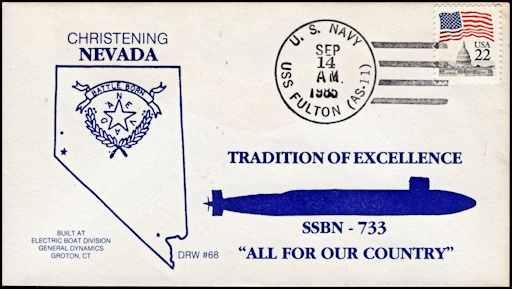 CHRISTENING
NEVADA
BATTLE BORN
NEVADA
BUILT AT
ELECTRIC BOAT DIVISION
GENERAL DYNAMICS
GROTON, CT
DRW #68
U. S. NAVY
SEP
14
A.M.
1985
USS FULTON (AS-11)
USA
22
TRADITION OF EXCELLENCE
SSBN - 733
"ALL FOR OUR COUNTRY"